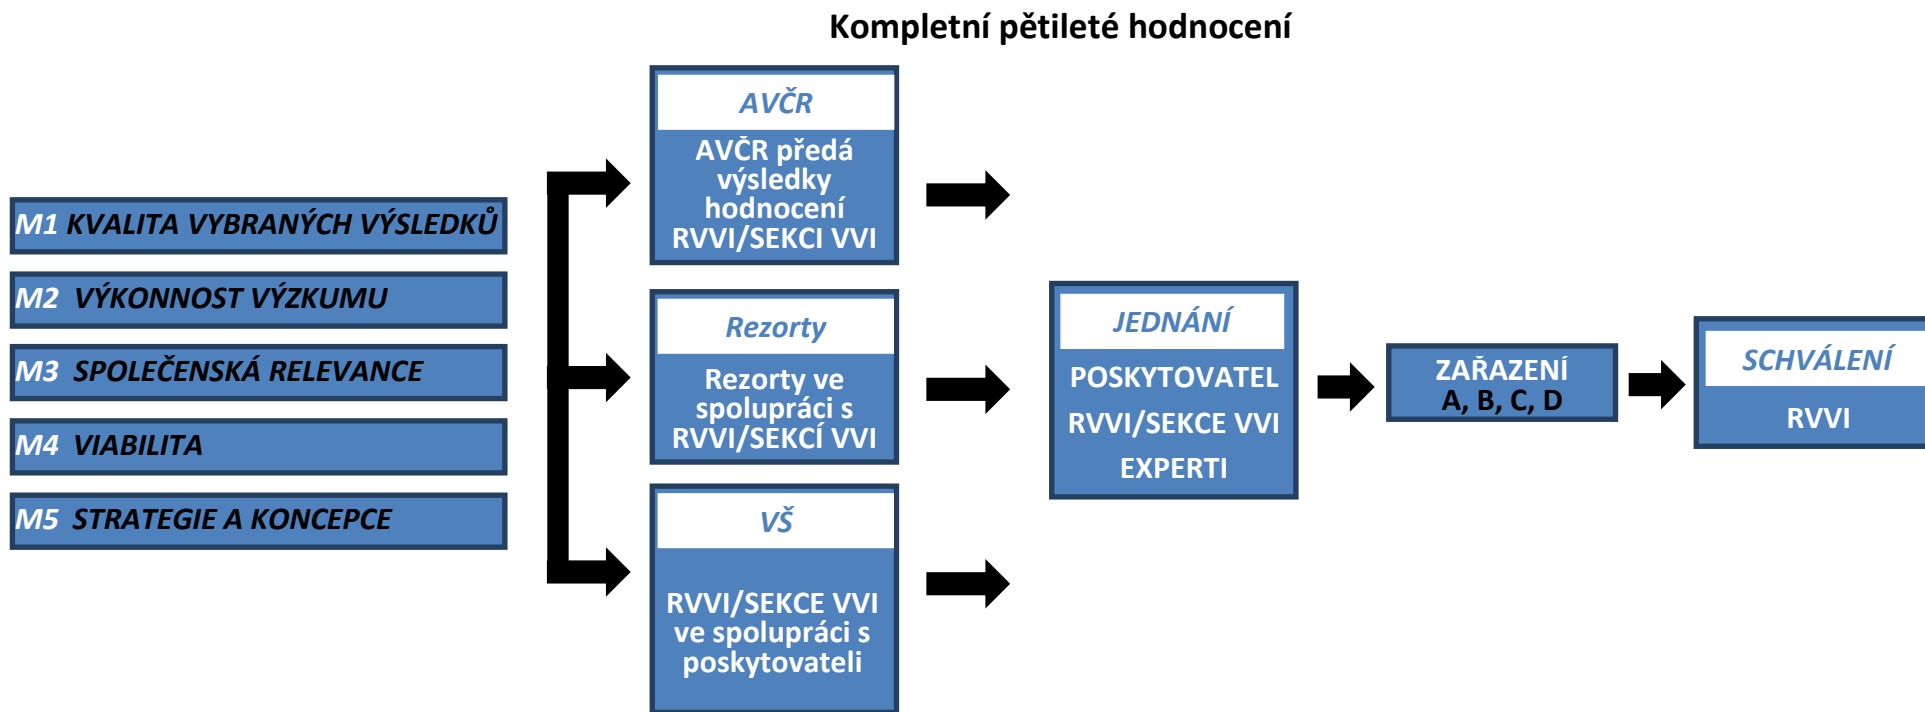 Kompletní pětileté hodnocení
M1 KVALITA VYBRANÝCH VÝSLEDKŮ
M2 VÝKONNOST VÝZKUMU
M3 SPOLEČENSKÁ RELEVANCE
M4 VIABILITA
M5 STRATEGIE A KONCEPCE
AVČR
AVČR předá
výsledky
hodnocení
RVVI/SEKCI VVI
Rezorty
Rezorty ve
spolupráci s
RVVI/SEKCÍ VVI
VŠ
RVVI/SEKCE VVI
ve spolupráci s
poskytovateli
JEDNÁNÍ
POSKYTOVATEL
RVVI/SEKCE VVI
EXPERTI
ZAŘAZENÍ
A, B, C, D
SCHVÁLENÍ
RVVI